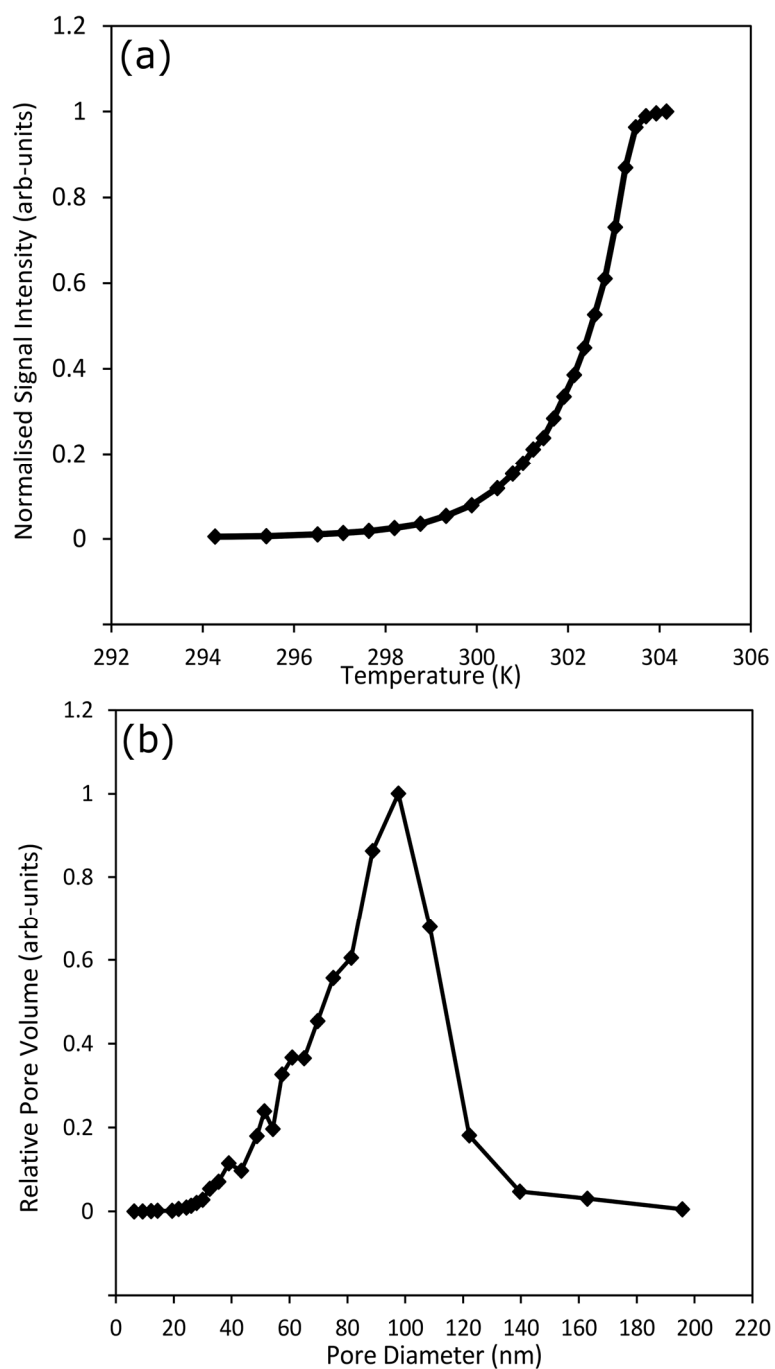 (a)
Normalised Signal Intensity (arb-units)
1.2
1
0.8
0.6
0.4
0.2
0
292 294 296 298 300 302 304 306
Temperature (K)
(b)
Relative Pore Volume (arb-units)
1.2
1
0.8
0.6
0.4
0.2
0
0 20 40 60 80 100 120 140 160 180 200 220
Pore Diameter (nm)